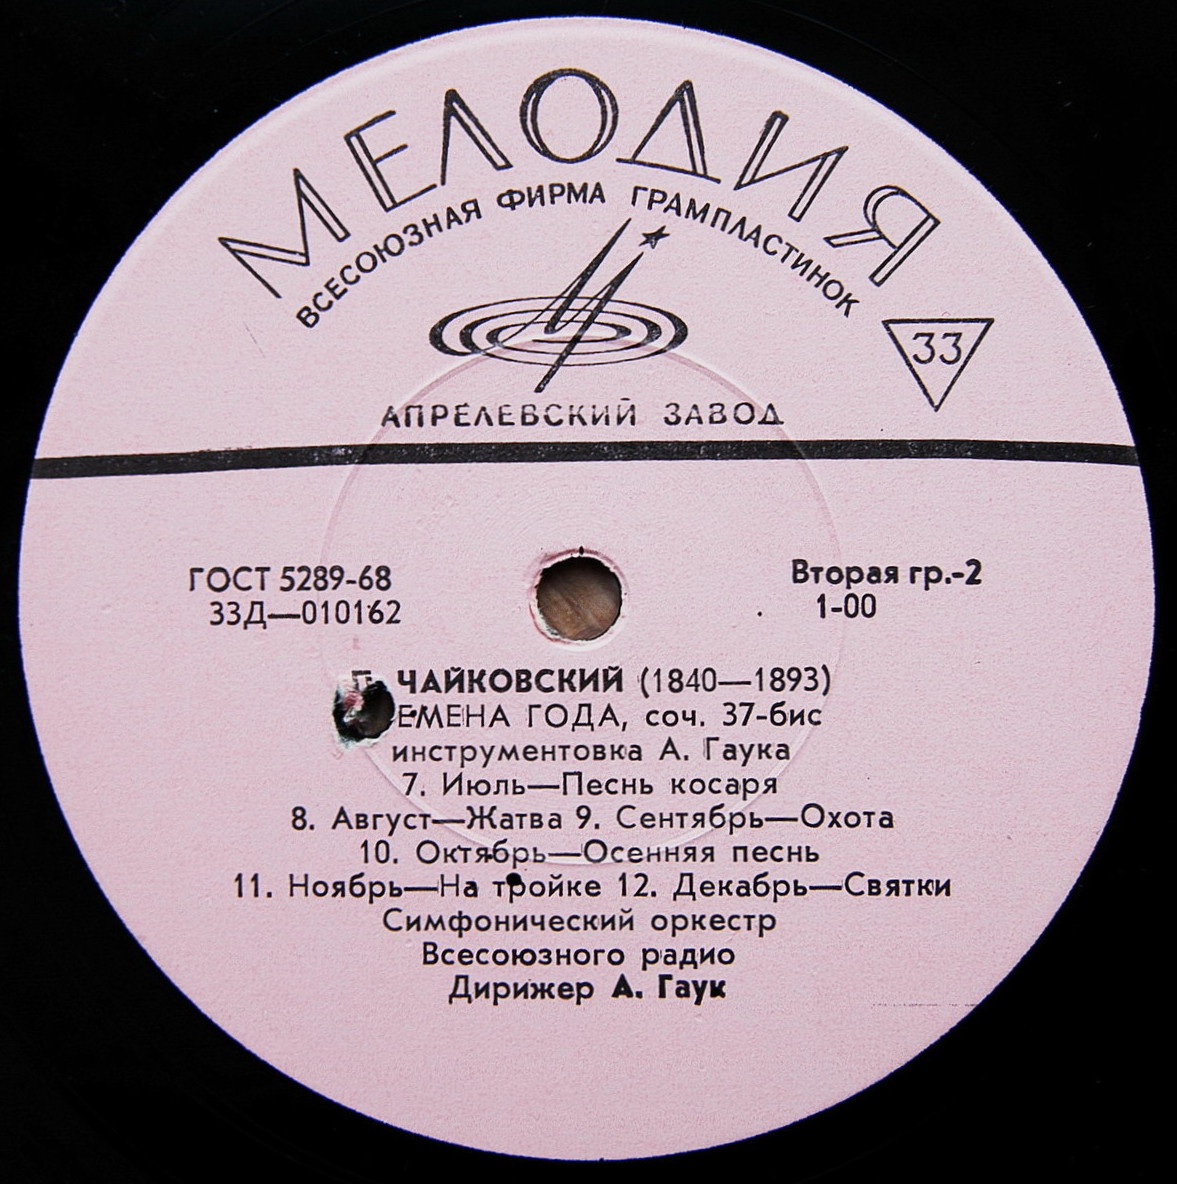 МЕЛОДИЯ
ВСЕСОЮЗНАЯ ФИРМА ГРАМПЛАСТИНОК
33
АПРЕЛЕВСКИЙ ЗАВОД
ГОСТ 5289-68
33Д—010162
Вторая гр.-2
1-00
ЧАЙКОВСКИЙ (1840—1893)
ГОДА, соч. 37-бис
инструментовка А. Гаука
7. Июль—Песнь косаря
8. Август—Жатва 9. Сентябрь—Охота
10. Октябрь—Осенняя песнь
11. Ноябрь—На тройке 12. Декабрь—Святки
Симфонический оркестр
Всесоюзного радио
Дирижер А. Гаук